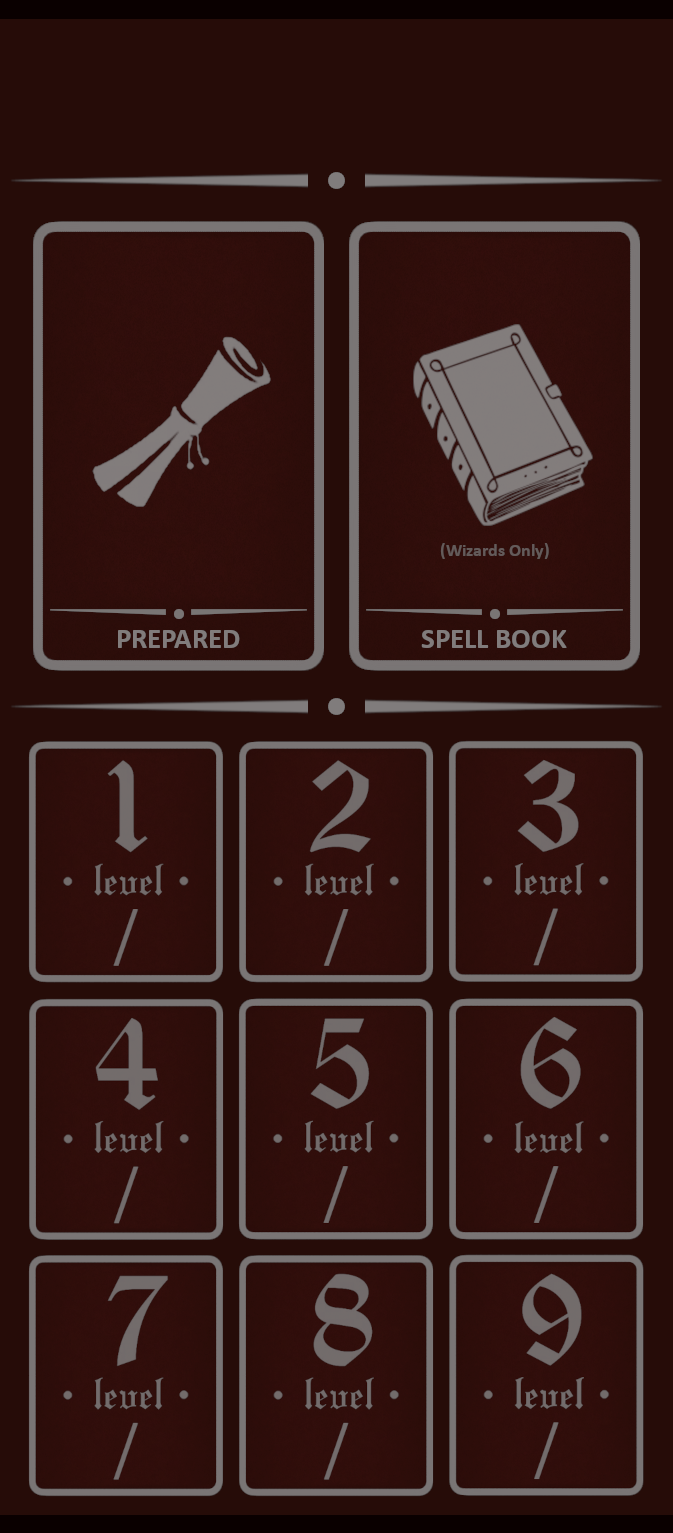 (Wizards Only)
PREPARED SPELL BOOK
1 2 3
• level • • level • • level •
/ / /
4 5 6
• level • • level • • level •
/ / /
7 8 9
• level • • level • • level •
/ / /